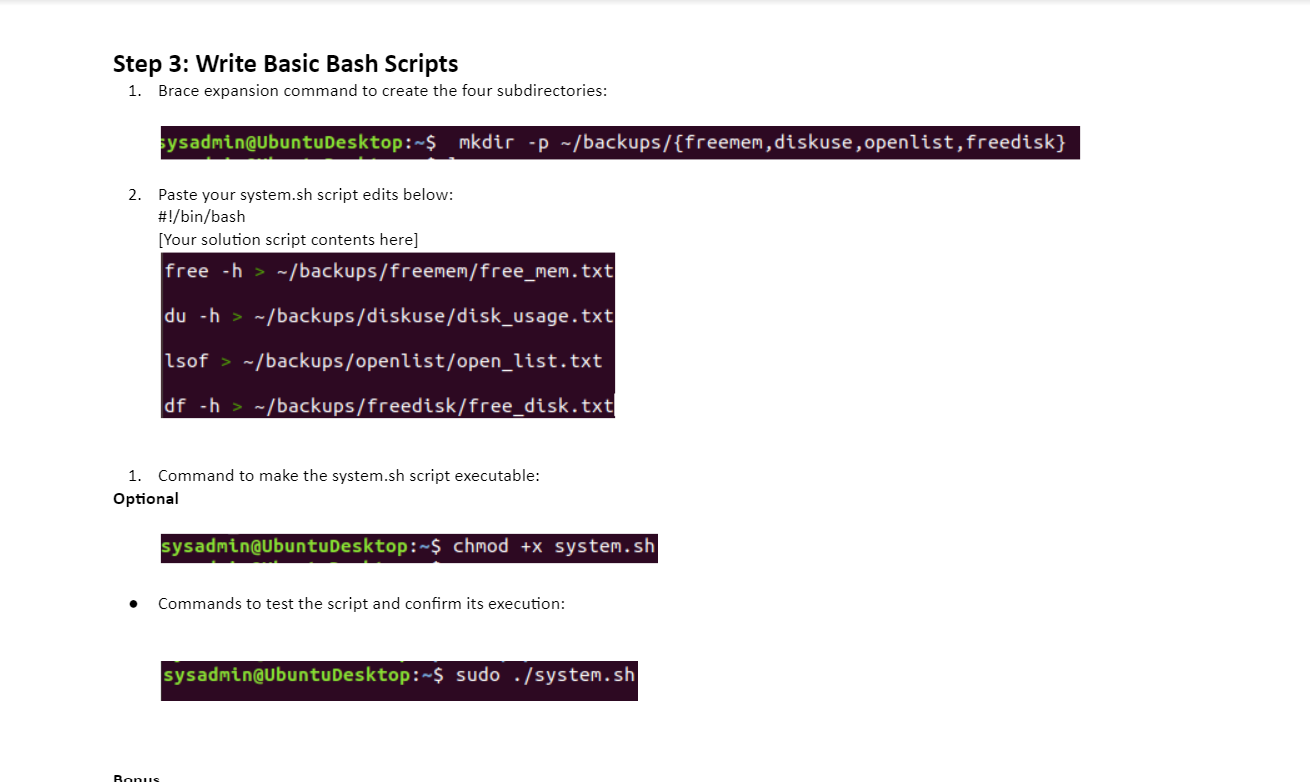 Step 3: Write Basic Bash Scripts
1. Brace expansion command to create the four subdirectories:
sysadmin@UbuntuDesktop:~$ mkdir -p ~/backups/{freemem,diskuse,openlist,freedisk}
2. Paste your system.sh script edits below:
#!/bin/bash
[Your solution script contents here]
free -h > ~/backups/freemem/free_mem.txt
du -h > ~/backups/diskuse/disk_usage.txt
lsof > ~/backups/openlist/open_list.txt
df -h > ~/backups/freedisk/free_disk.txt
1. Command to make the system.sh script executable:
Optional
sysadmin@UbuntuDesktop:~$ chmod +x system.sh
● Commands to test the script and confirm its execution:
sysadmin@UbuntuDesktop:~$ sudo ./system.sh
Bonus